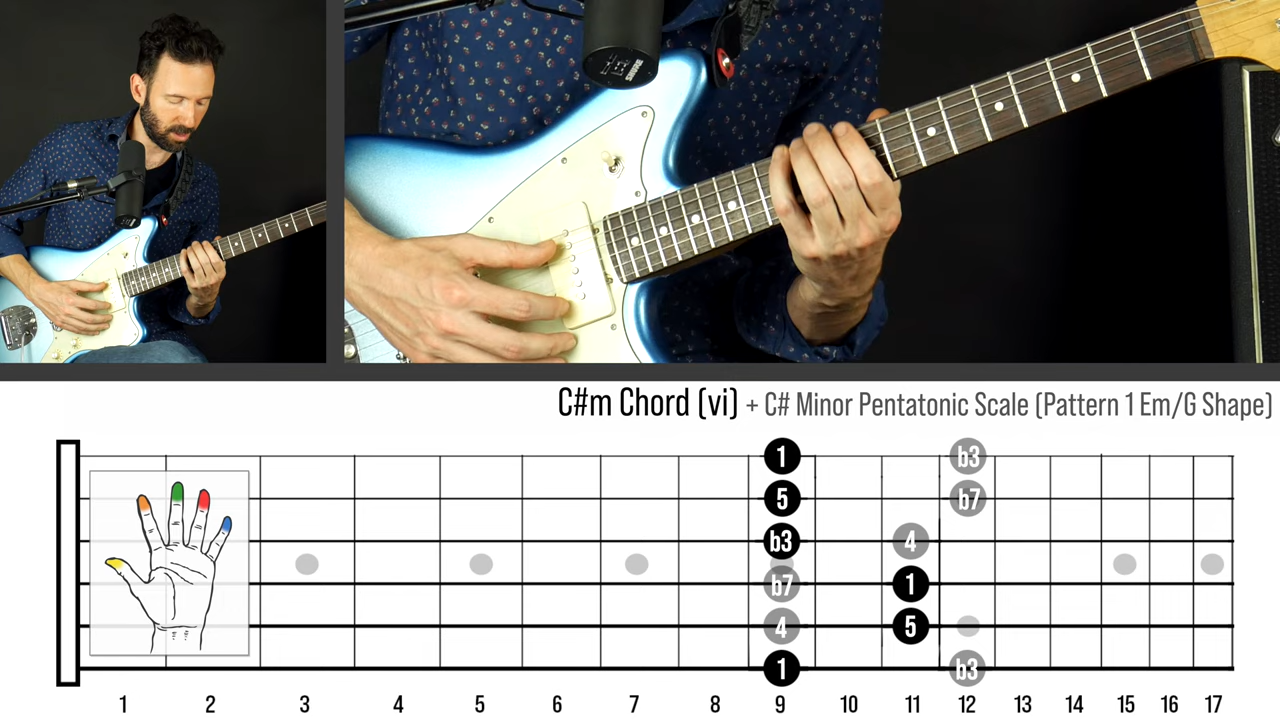 SHURE
C#m Chord (vi) + C# Minor Pentatonic Scale (Pattern 1 Em/G Shape)
1 b3
5 b7
b3 4
b7 1
4 5
1 b3
1 2 3 4 5 6 7 8 9 10 11 12 13 14 15 16 17